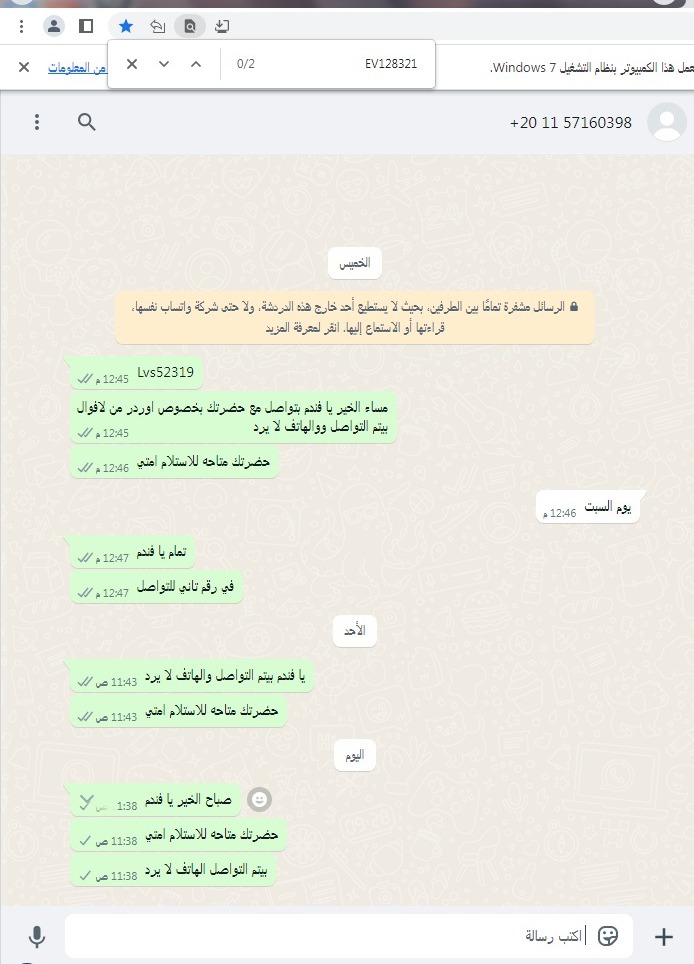 EV128321
0/2
عمل هذا الكمبيوتر بنظام التشغيل Windows 7.
من المعلومات
+20 11 57160398
الخميس
الرسائل مشفرة تمامًا بين الطرفين، بحيث لا يستطيع أحد خارج هذه الدردشة، ولا حتى شركة واتساب نفسها،
قراءتها أو الاستماع إليها. انقر لمعرفة المزيد
Lvs52319
12:45 م
مساء الخير يا فندم بتواصل مع حضرتك بخصوص اوردر من لافوال
بيتم التواصل ووالهاتف لا يرد
12:45 م
حضرتك متاحه للاستلام امتي
12:46 م
يوم السبت
12:46 م
تمام يا فندم
12:47 م
في رقم تاني للتواصل
12:47 م
الأحد
يا فندم بيتم التواصل والهاتف لا يرد
11:43 ص
حضرتك متاحه للاستلام امتي
11:43 ص
اليوم
صباح الخير يا فندم
1:38
حضرتك متاحه للاستلام امتي
11:38 ص
بيتم التواصل الهاتف لا يرد
11:38 ص
اكتب رسالة